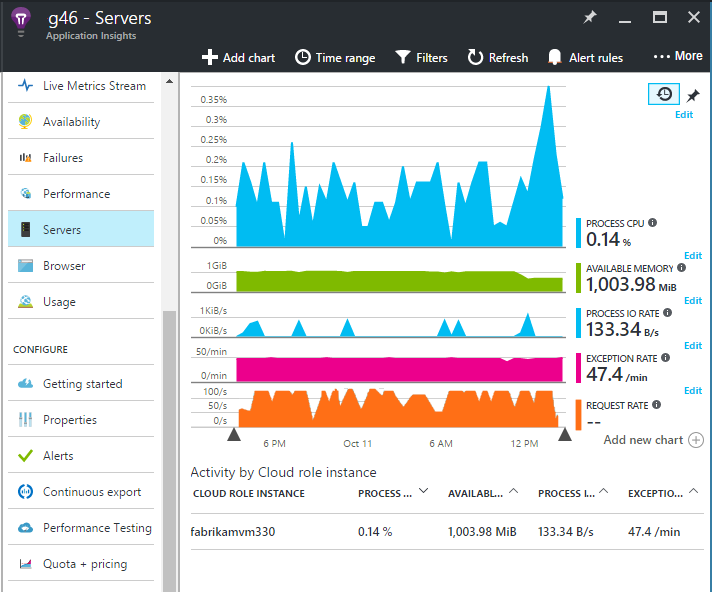 g46 - Servers
Application Insights
Add chart
Time range
Filters
Refresh
Alert rules
••• More
Live Metrics Stream
Availability
Failures
Performance
Servers
Browser
Usage
CONFIGURE
Getting started
Properties
Alerts
Continuous export
Performance Testing
Quota + pricing
Edit
0.35%
0.3%
0.25%
0.2%
0.15%
0.1%
0.05%
0%
PROCESS CPU
0.14 %
Edit
1GiB
0GiB
AVAILABLE MEMORY
1,003.98 MiB
Edit
1KiB/s
0KiB/s
PROCESS IO RATE
133.34 B/s
Edit
50/min
0/min
EXCEPTION RATE
47.4 /min
Edit
100/s
50/s
0/s
REQUEST RATE
--
6 PM
Oct 11
6 AM
12 PM
Add new chart
Activity by Cloud role instance
CLOUD ROLE INSTANCE PROCESS ... AVAILABL... PROCESS I... EXCEPTIO...
fabrikamvm330 0.14 % 1,003.98 MiB 133.34 B/s 47.4 /min